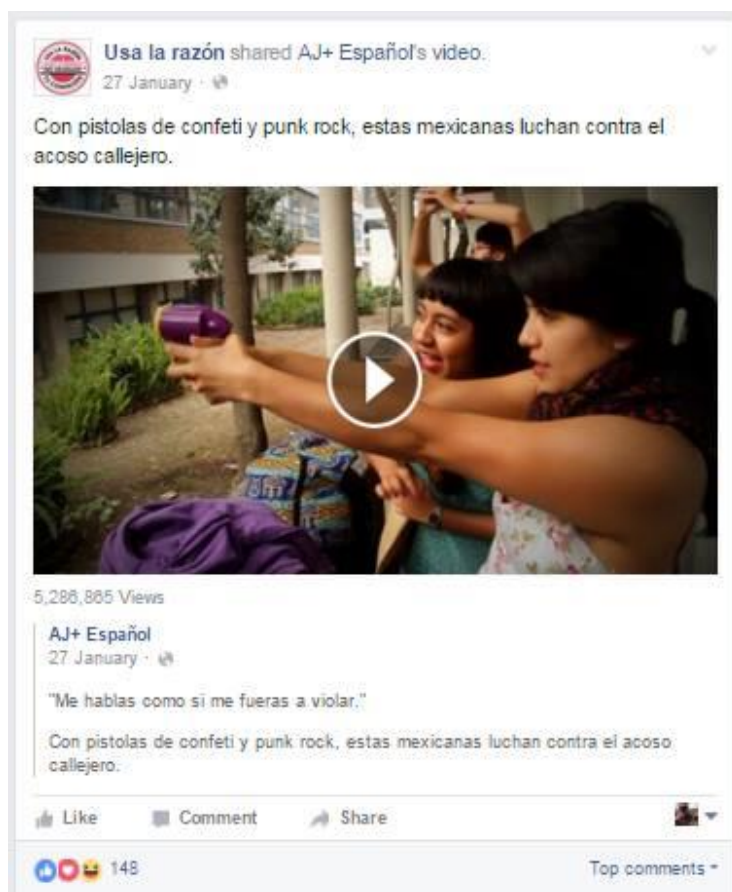 Usa la razón shared AJ+ Español's video.
27 January ·
Con pistolas de confeti y punk rock, estas mexicanas luchan contra el
acoso callejero.
5,286,865 Views
AJ+ Español
27 January ·
"Me hablas como si me fueras a violar."
Con pistolas de confeti y punk rock, estas mexicanas luchan contra el acoso
callejero.
Like Comment Share
148 Top comments